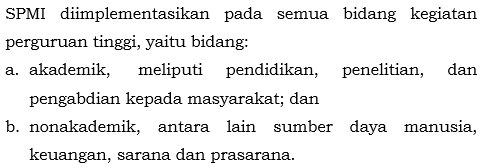 SPMI diimplementasikan pada semua bidang kegiatan
perguruan tinggi, yaitu bidang:
a. akademik, meliputi pendidikan, penelitian, dan
pengabdian kepada masyarakat; dan
b. nonakademik, antara lain sumber daya manusia,
keuangan, sarana dan prasarana.